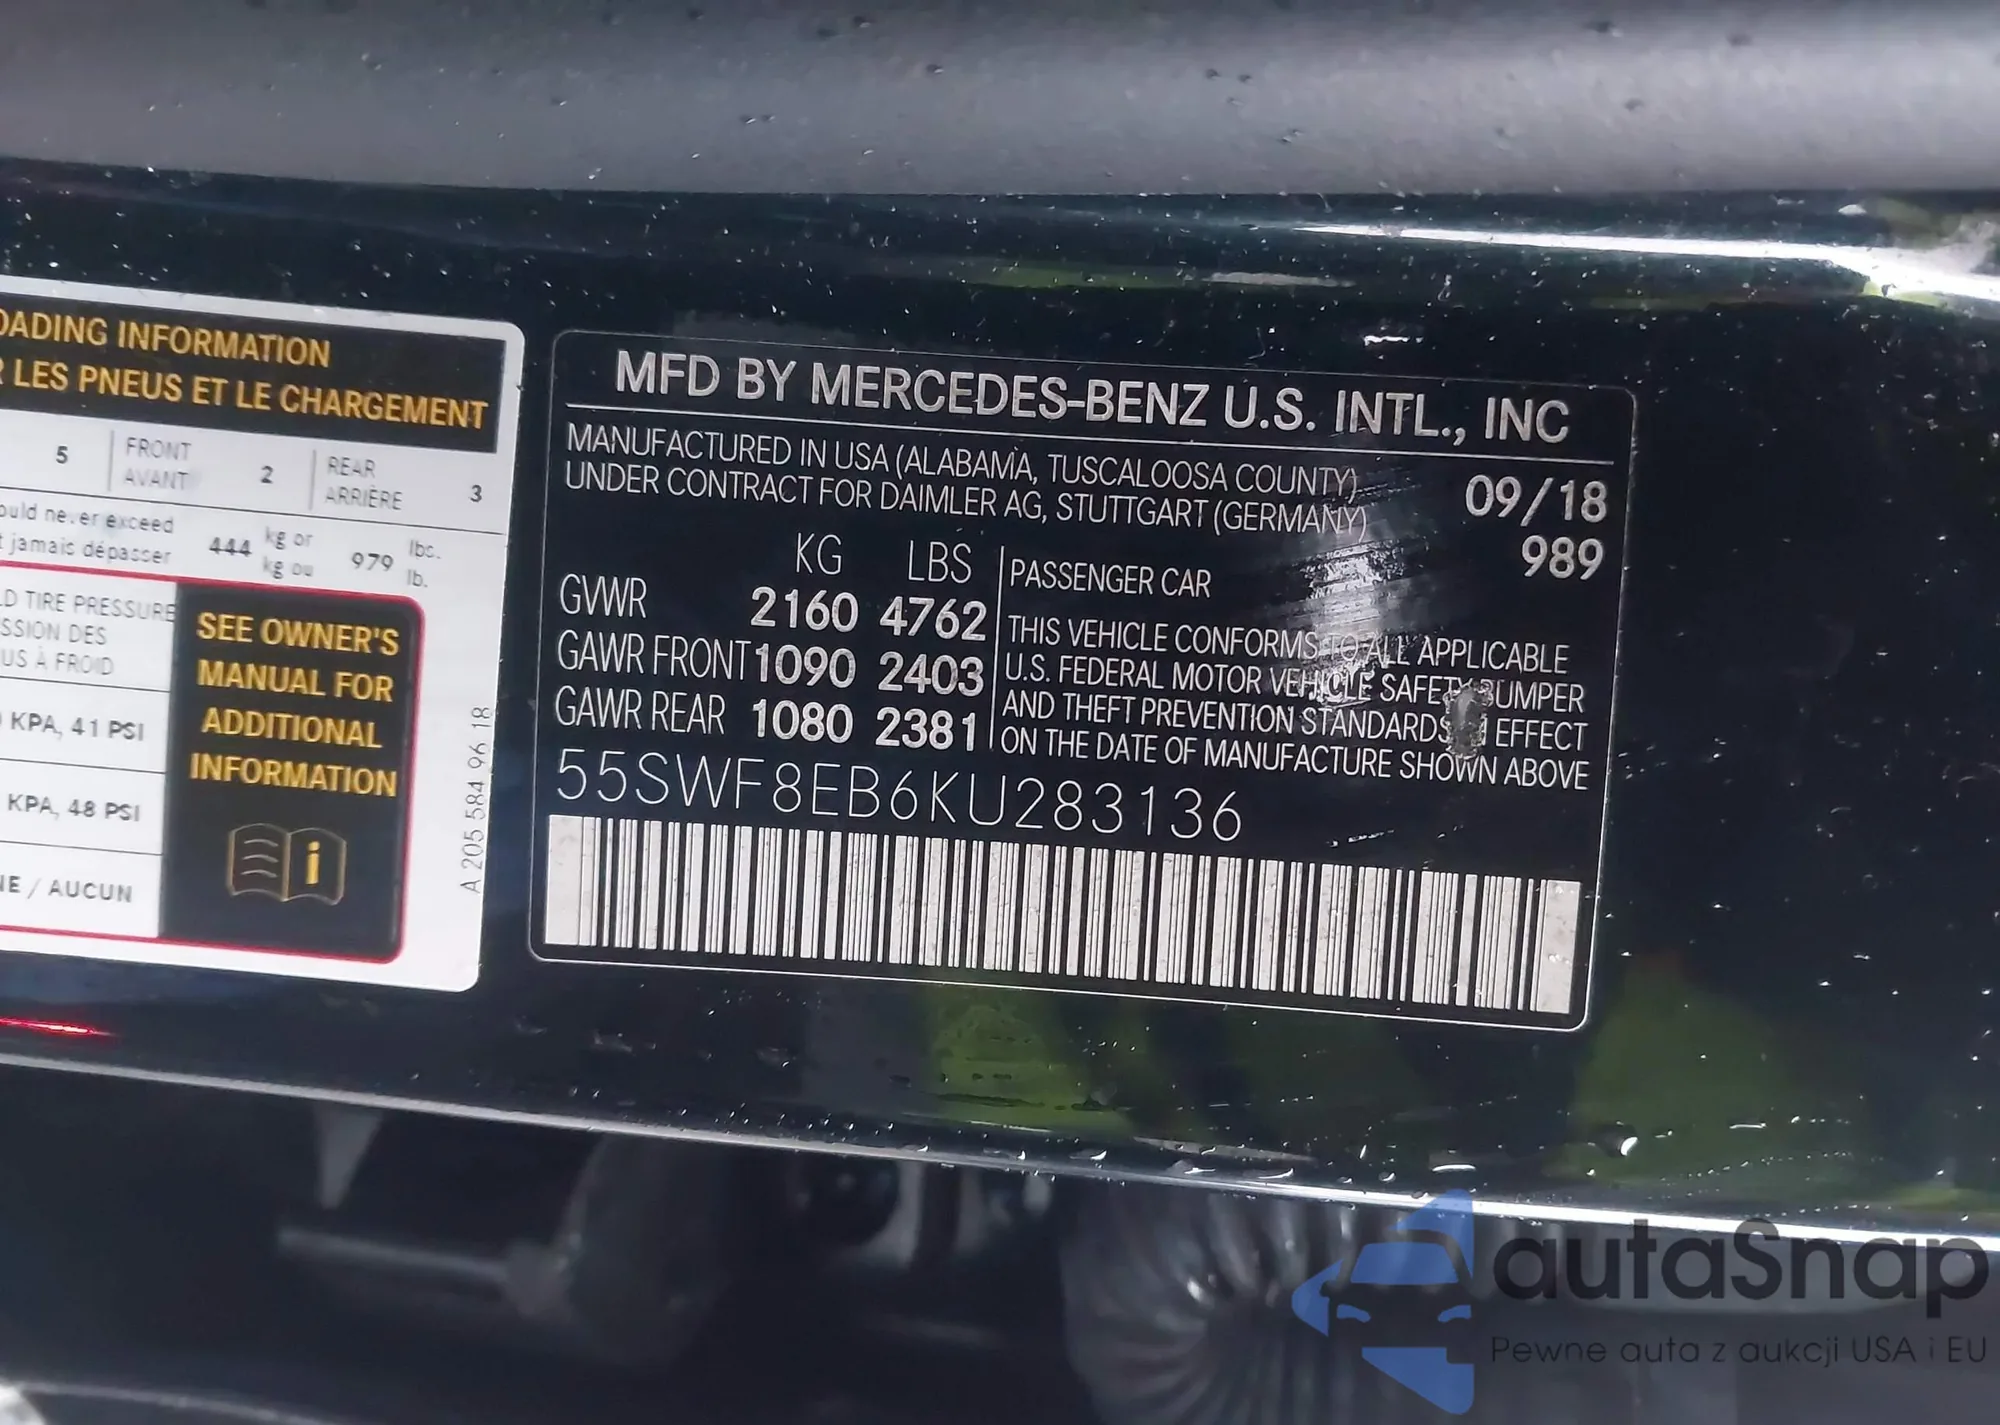 OADING INFORMATION
LES PNEUS ET LE CHARGEMENT
5 FRONT AVANT 2 REAR ARRIÈRE 3
ould never exceed
jamais dépasser
444 kg or kg ou 979 lbs. lb.
D TIRE PRESSURE
SSION DES
US À FROID
KPA, 41 PSI
KPA, 48 PSI
NE / AUCUN
SEE OWNER'S
MANUAL FOR
ADDITIONAL
INFORMATION
i
A 205 584 96 18
MFD BY MERCEDES-BENZ U.S. INTL., INC
MANUFACTURED IN USA (ALABAMA, TUSCALOOSA COUNTY)
UNDER CONTRACT FOR DAIMLER AG, STUTTGART (GERMANY)
09/18
989
KG LBS
GVWR 2160 4762
GAWR FRONT 1090 2403
GAWR REAR 1080 2381
PASSENGER CAR
THIS VEHICLE CONFORMS TO ALL APPLICABLE
U.S. FEDERAL MOTOR VEHICLE SAFETY BUMPER
AND THEFT PREVENTION STANDARDS EFFECT
ON THE DATE OF MANUFACTURE SHOWN ABOVE
55SWF8EB6KU283136
autaSnap
Pewne auta z aukcji USA i EU